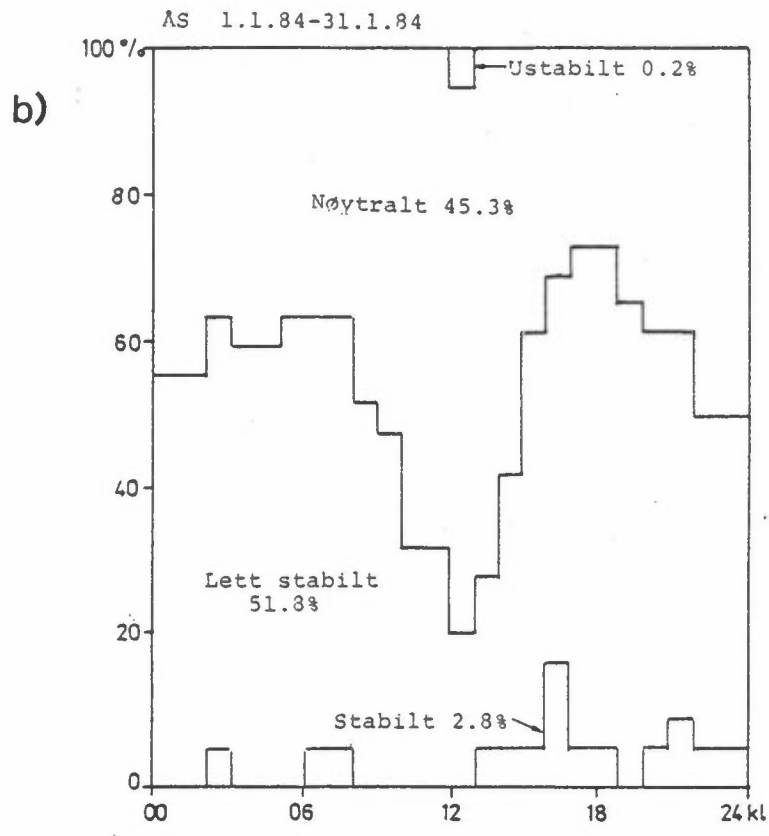 ÅS 1.1.84-31.1.84
b)
100 %
Ustabilt 0.2%
80
Nøytralt 45.3%
60
40
Lett stabilt
51.8%
20
Stabilt 2.8%
0
00 06 12 18 24 kl